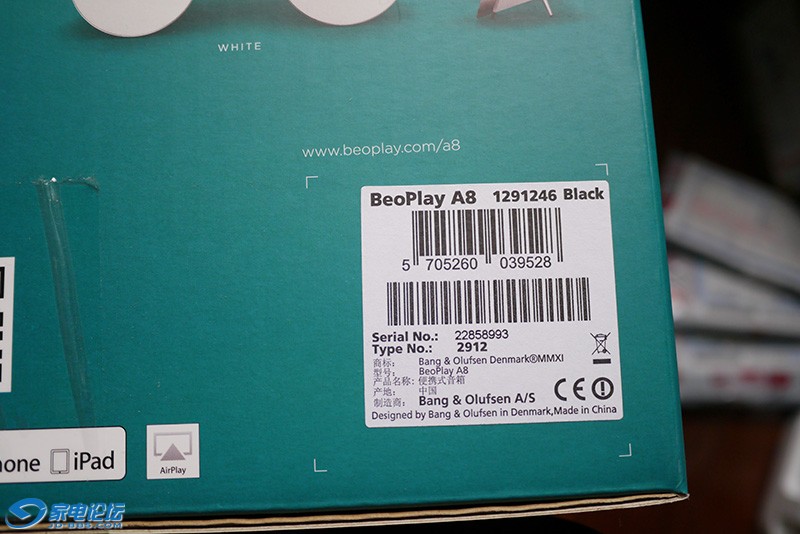 WHITE
www.beoplay.com/a8
BeoPlay A8 1291246 Black
5 705260 039528
Serial No.: 22858993
Type No.: 2912
商标: Bang & Olufsen Denmark®MMXI
型号: BeoPlay A8
产品名称: 便携式音箱
产地: 中国
制造商: Bang & Olufsen A/S
Designed by Bang & Olufsen in Denmark,Made in China
hone iPad
AirPlay
家电论坛
JD-BBS.COM